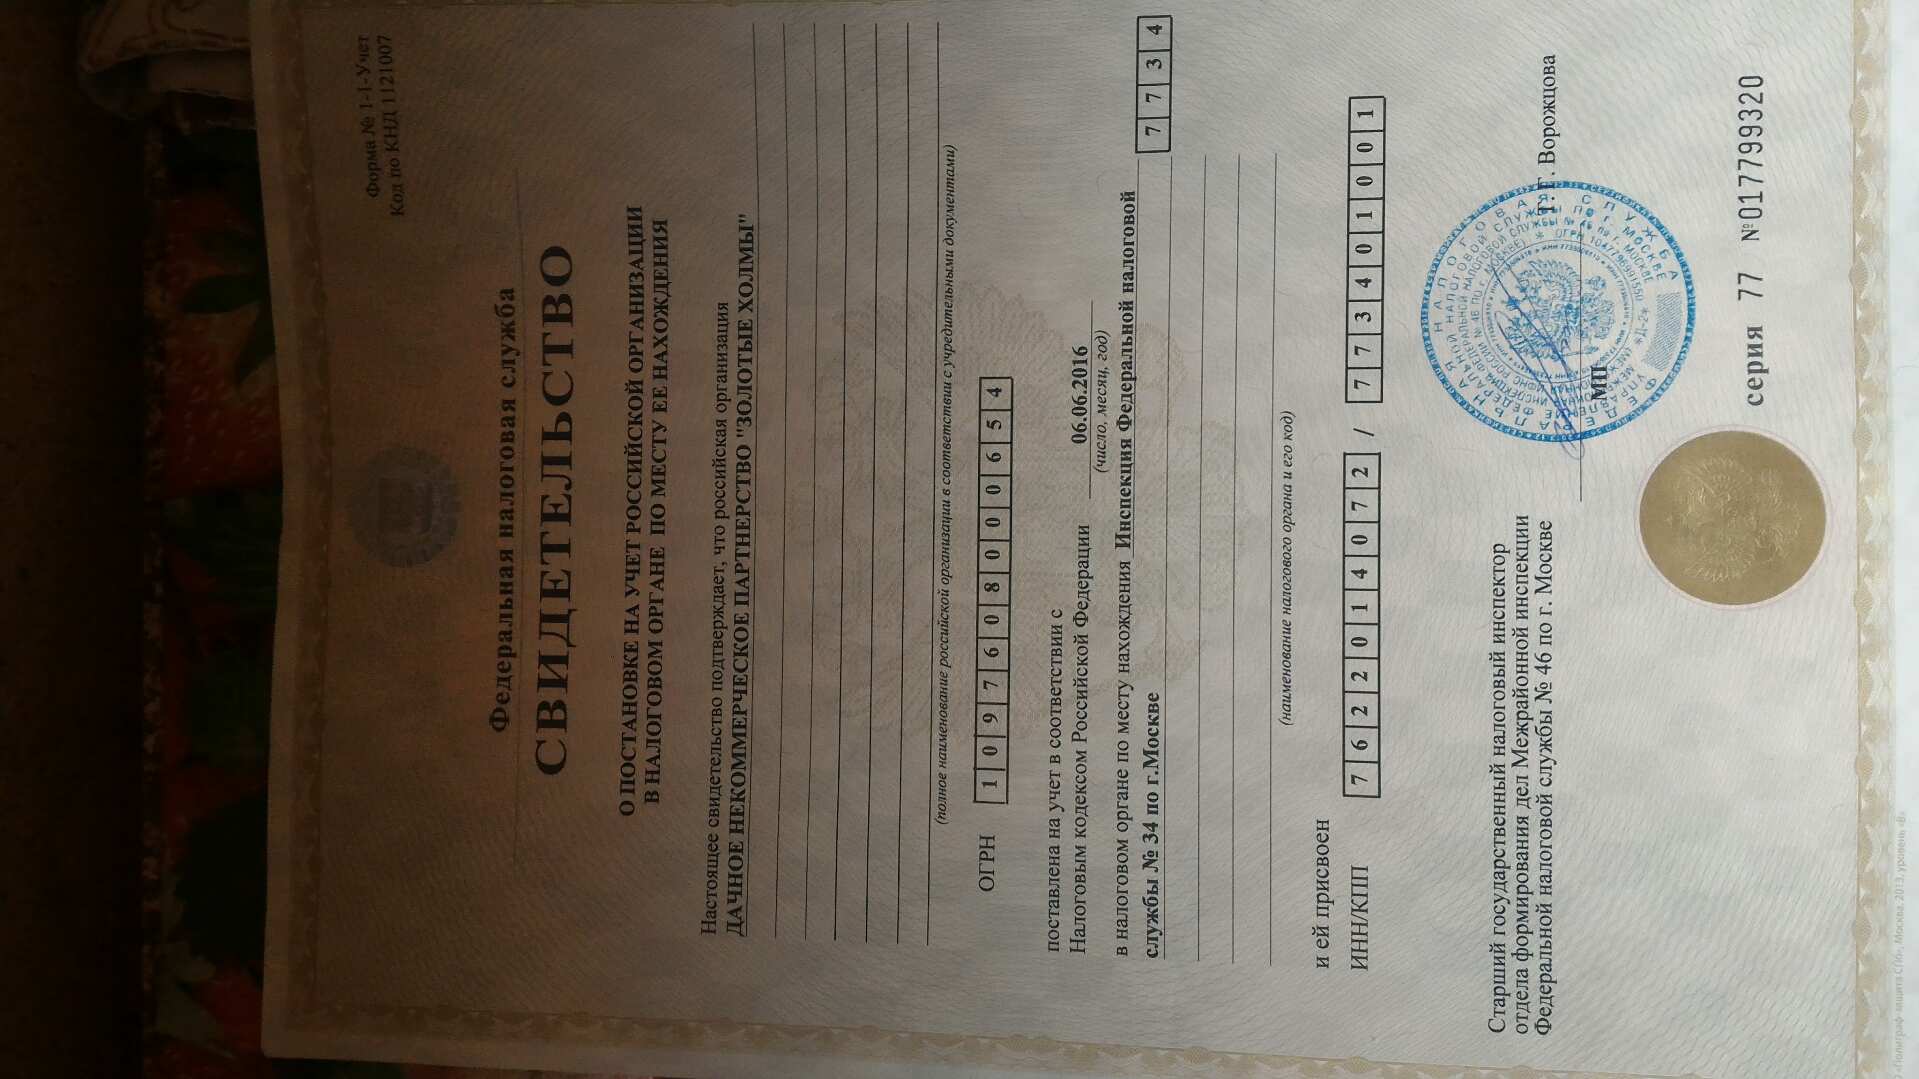 Форма № 1-1-Учет
Код по КНД 1121007
Федеральная налоговая служба
СВИДЕТЕЛЬСТВО
О ПОСТАНОВКЕ НА УЧЕТ РОССИЙСКОЙ ОРГАНИЗАЦИИ
В НАЛОГОВОМ ОРГАНЕ ПО МЕСТУ ЕЕ НАХОЖДЕНИЯ
Настоящее свидетельство подтверждает, что российская организация
ДАЧНОЕ НЕКОММЕРЧЕСКОЕ ПАРТНЕРСТВО "ЗОЛОТЫЕ ХОЛМЫ"
(полное наименование российской организации в соответствии с учредительными документами)
ОГРН 1 0 9 7 6 0 8 0 0 0 6 5 4
поставлена на учет в соответствии с
Налоговым кодексом Российской Федерации 06.06.2016
(число, месяц, год)
в налоговом органе по месту нахождения Инспекция Федеральной налоговой
службы № 34 по г.Москве 7 7 3 4
(наименование налогового органа и его код)
и ей присвоен
ИНН/КПП 7 6 2 2 0 1 4 0 7 2 / 7 7 3 4 0 1 0 0 1
Старший государственный налоговый инспектор
отдела формирования дел Межрайонной инспекции
Федеральной налоговой службы № 46 по г. Москве
Т. Г. Ворожцова
МП
ФЕДЕРАЛЬНАЯ НАЛОГОВАЯ СЛУЖБА
серия 77 №017799320